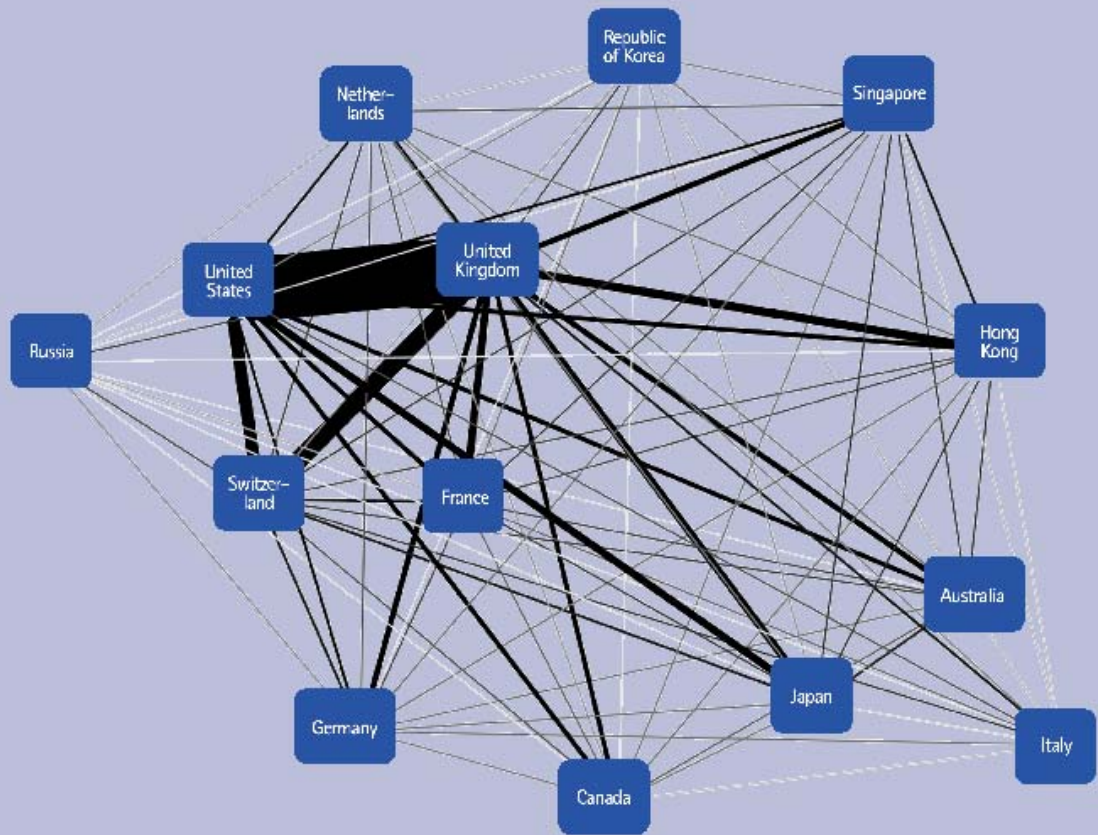 Republic
of Korea
Nether–
lands
Singapore
United
States
United
Kingdom
Russia
Hong
Kong
Switzer–
land
France
Australia
Germany
Japan
Italy
Canada